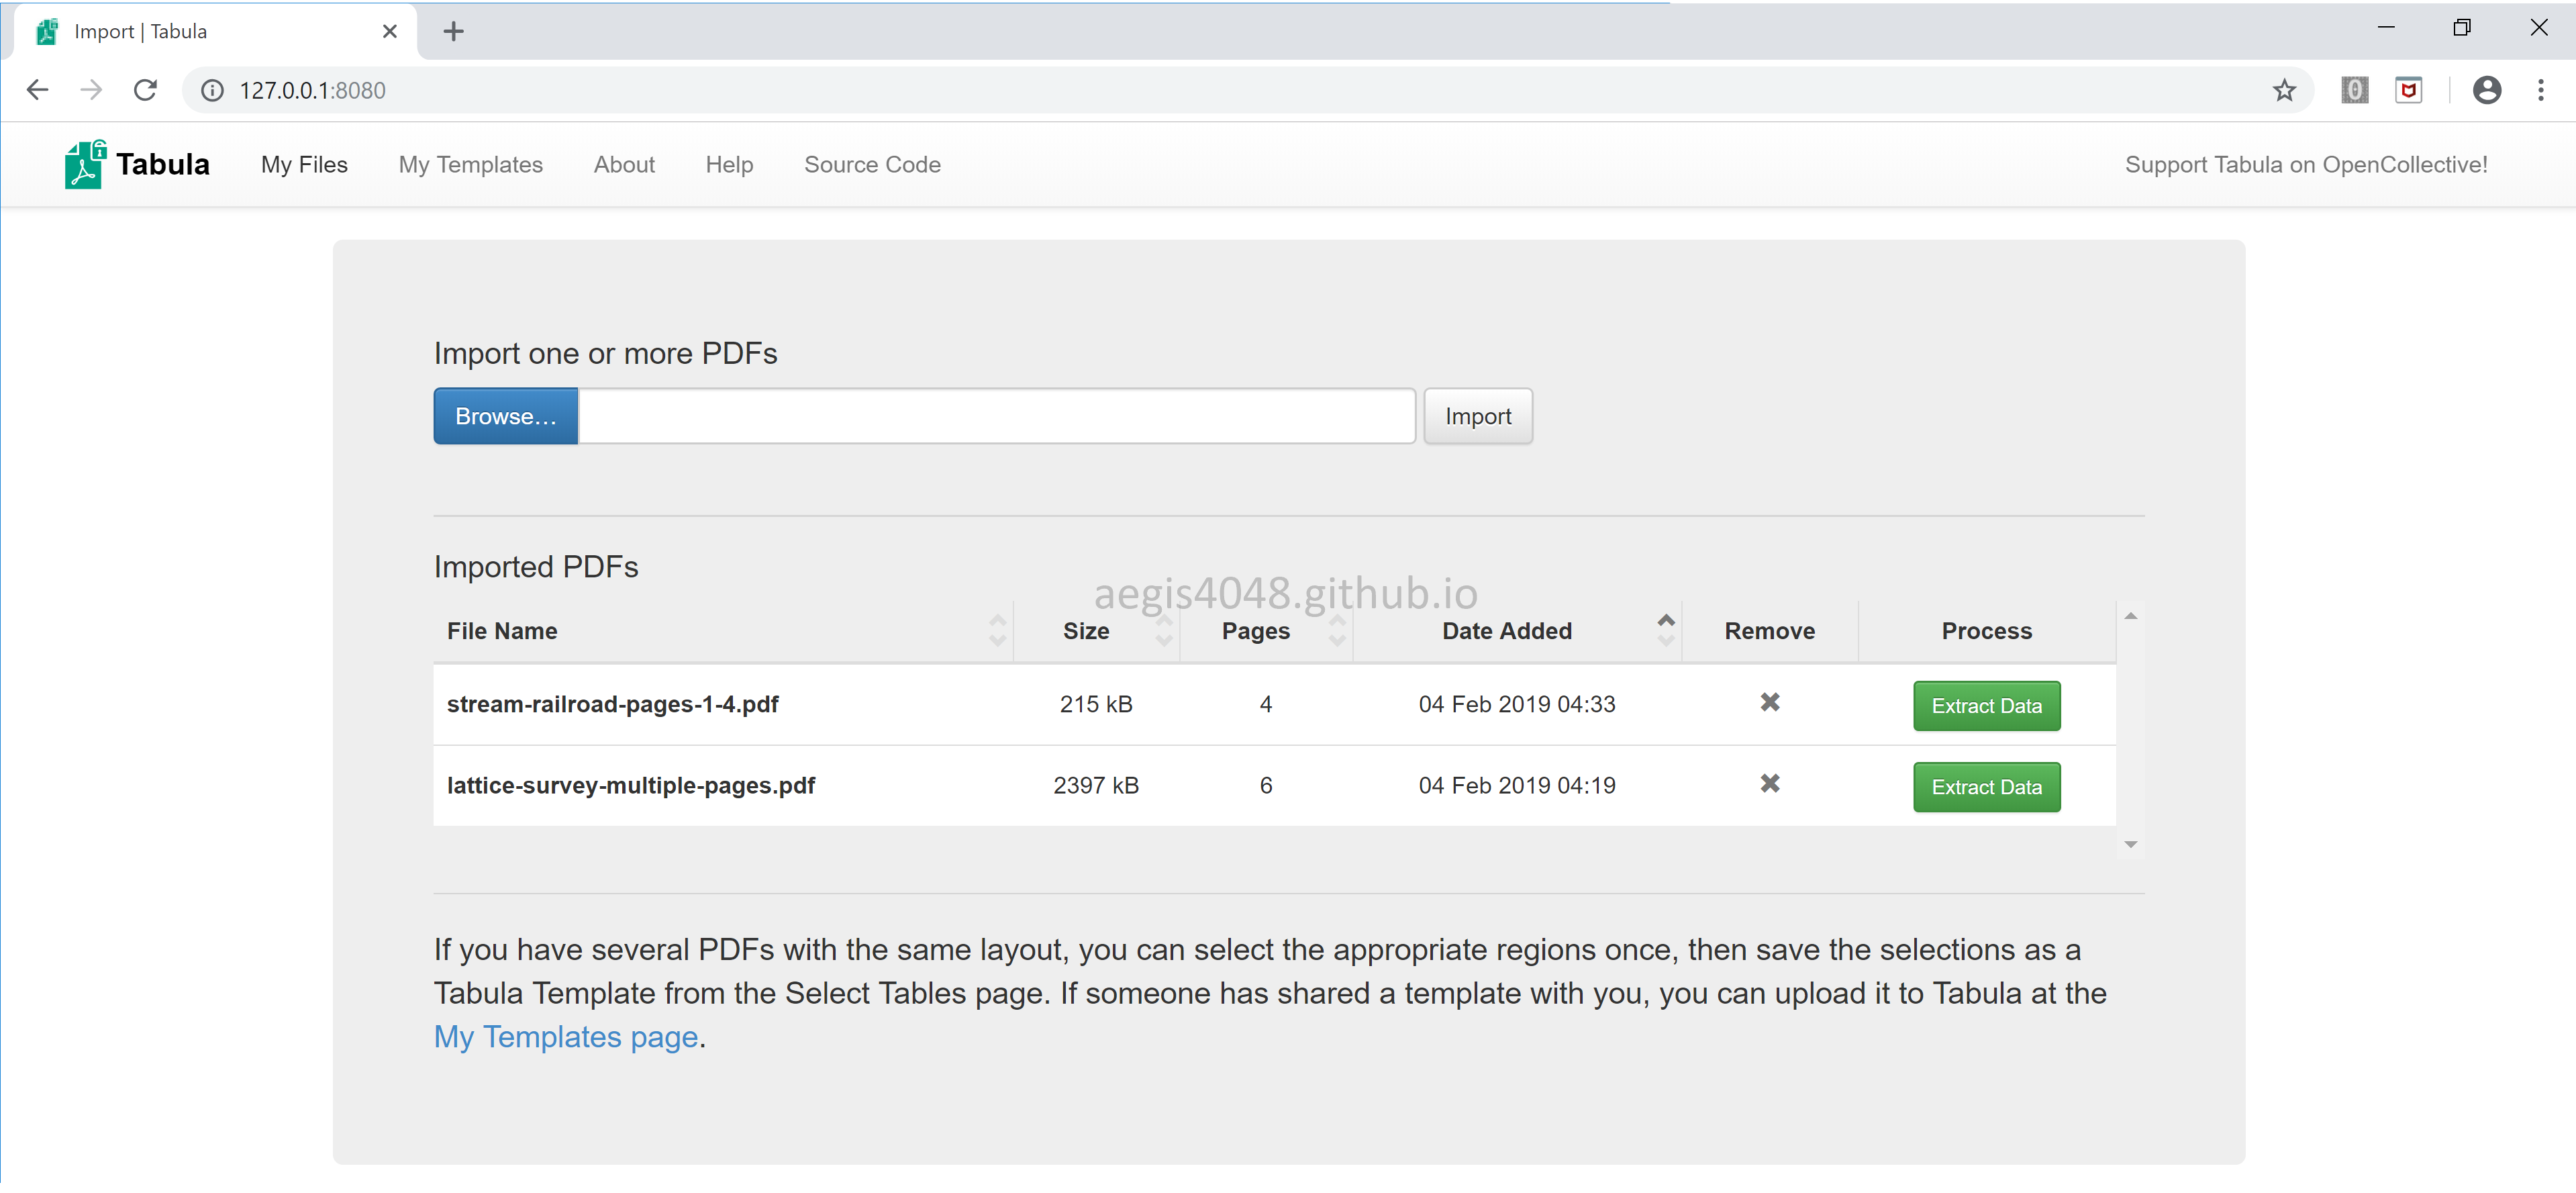 Import | Tabula
127.0.0.1:8080
Tabula My Files My Templates About Help Source Code Support Tabula on OpenCollective!
Import one or more PDFs
Browse... Import
Imported PDFs
aegis4048.github.io
File Name Size Pages Date Added Remove Process
stream-railroad-pages-1-4.pdf 215 kB 4 04 Feb 2019 04:33 Extract Data
lattice-survey-multiple-pages.pdf 2397 kB 6 04 Feb 2019 04:19 Extract Data
If you have several PDFs with the same layout, you can select the appropriate regions once, then save the selections as a
Tabula Template from the Select Tables page. If someone has shared a template with you, you can upload it to Tabula at the
My Templates page.